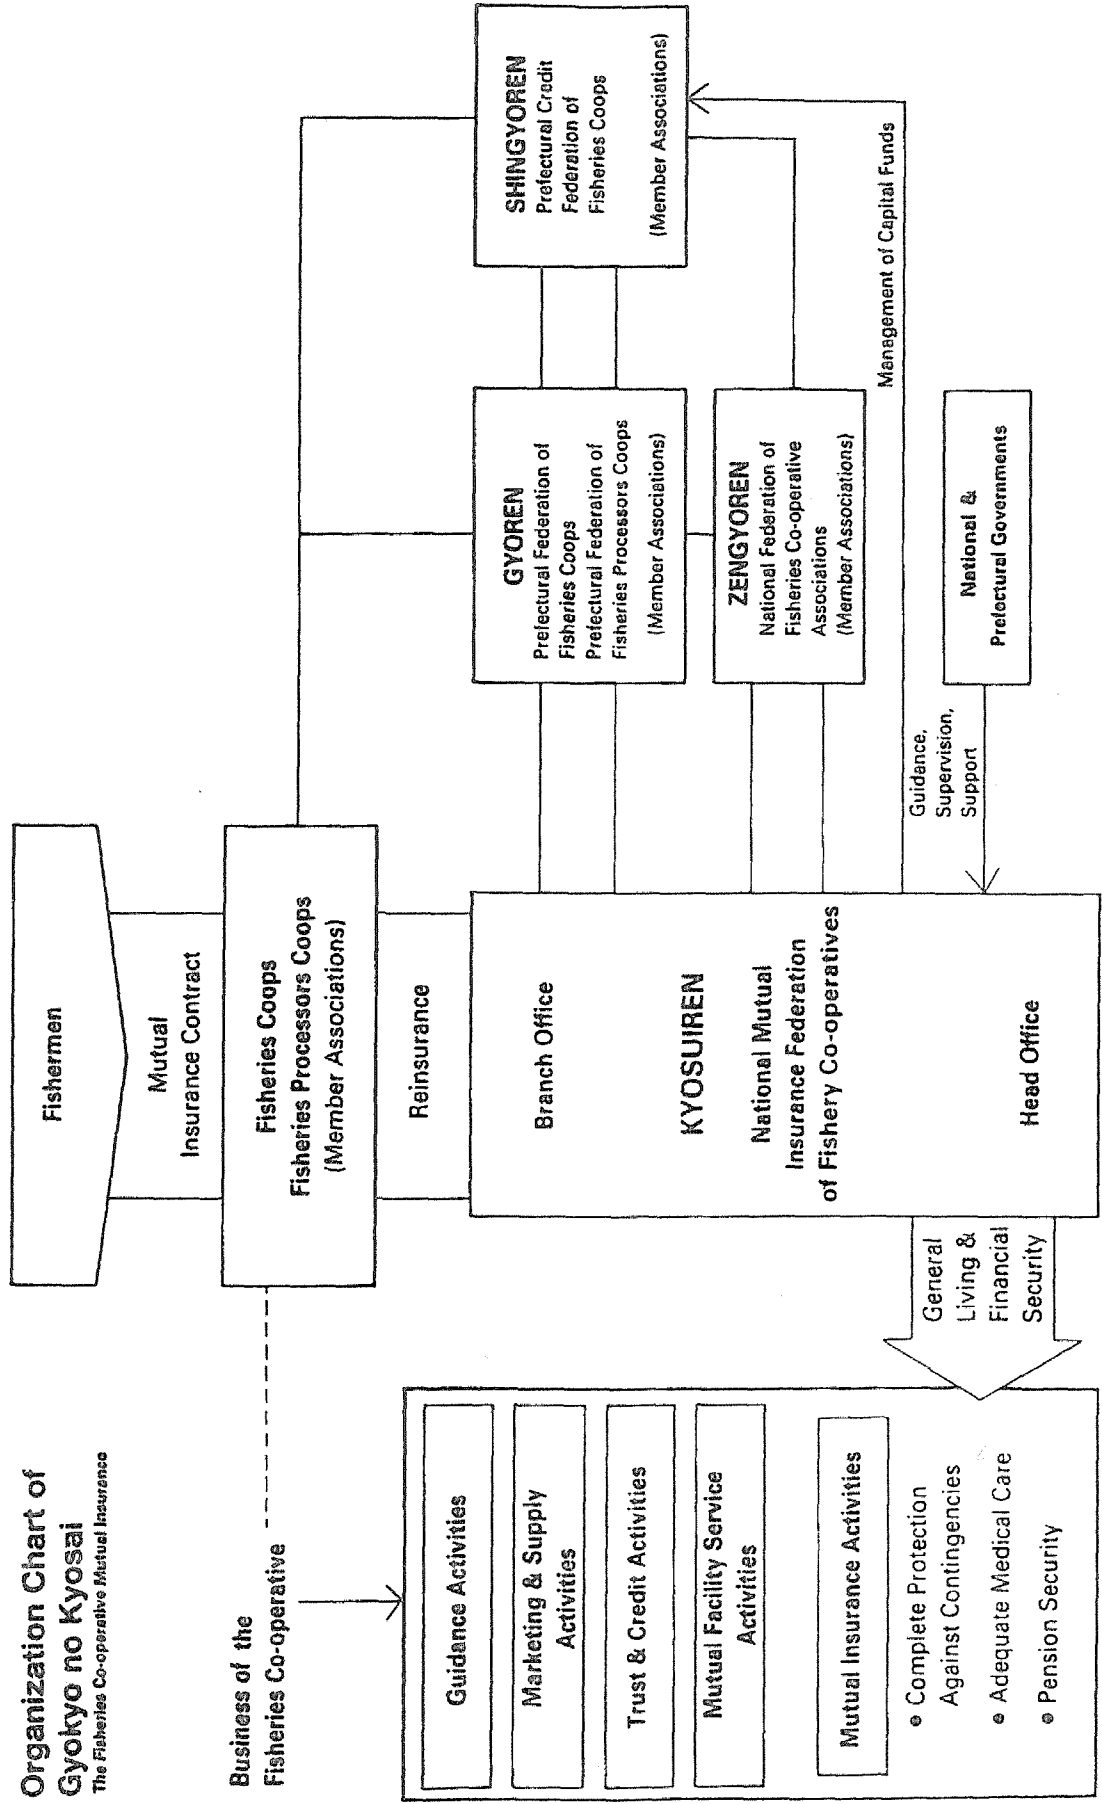 Organization Chart of
Gyokyo no Kyosai
The Fisheries Co-operative Mutual Insurance
Fishermen
Mutual
Insurance Contract
Fisheries Coops
Fisheries Processors Coops
(Member Associations)
Reinsurance
Business of the
Fisheries Co-operative
Guidance Activities
Marketing & Supply
Activities
Trust & Credit Activities
Mutual Facility Service
Activities
Mutual Insurance Activities
• Complete Protection
Against Contingencies
• Adequate Medical Care
• Pension Security
General
Living &
Financial
Security
Branch Office
KYOSUIREN
National Mutual
Insurance Federation
of Fishery Co-operatives
Head Office
GYOREN
Prefectural Federation of
Fisheries Coops
Prefectural Federation of
Fisheries Processors Coops
(Member Associations)
SHINGYOREN
Prefectural Credit
Federation of
Fisheries Coops
(Member Associations)
ZENGYOREN
National Federation of
Fisheries Co-operative
Associations
(Member Associations)
Management of Capital Funds
Guidance,
Supervision,
Support
National &
Prefectural Governments